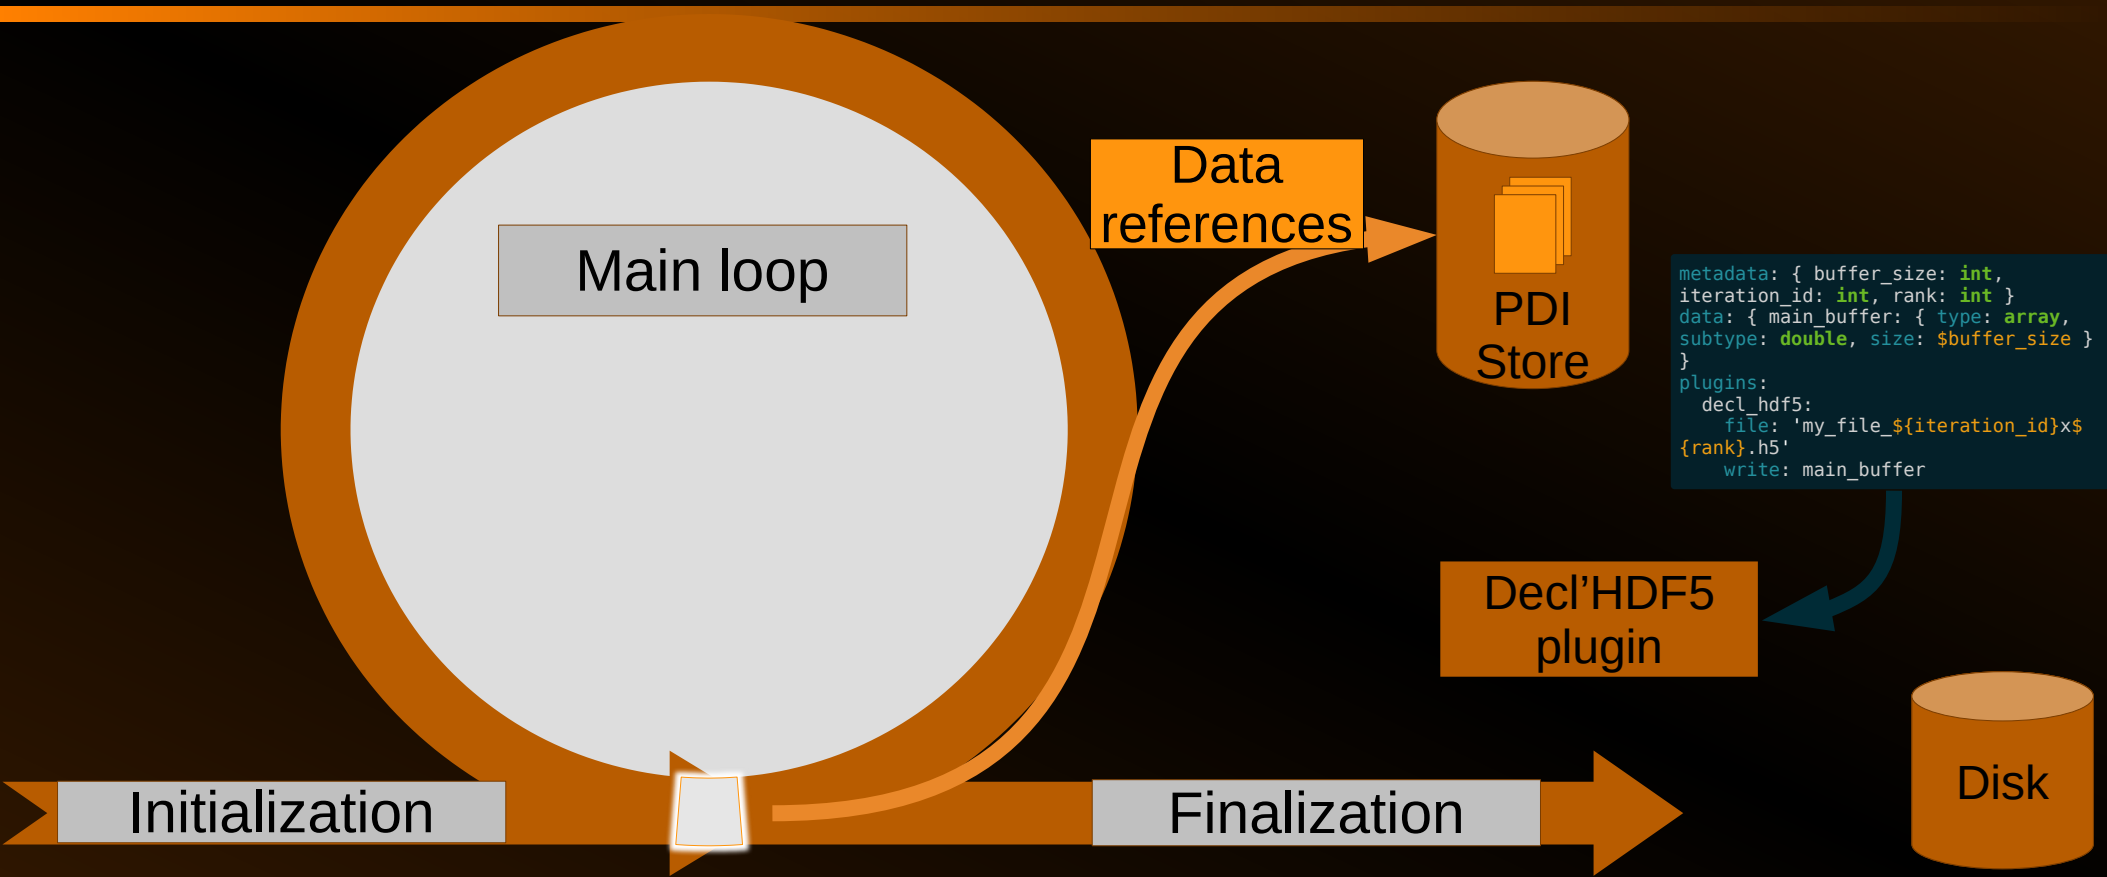 Data
references
Main loop
PDI
Store
metadata: { buffer_size: int,
iteration_id: int, rank: int }
data: { main_buffer: { type: array,
subtype: double, size: $buffer_size }
}
plugins:
  decl_hdf5:
    file: 'my_file_${iteration_id}x$
{rank}.h5'
    write: main_buffer
Decl’HDF5
plugin
Disk
Initialization
Finalization